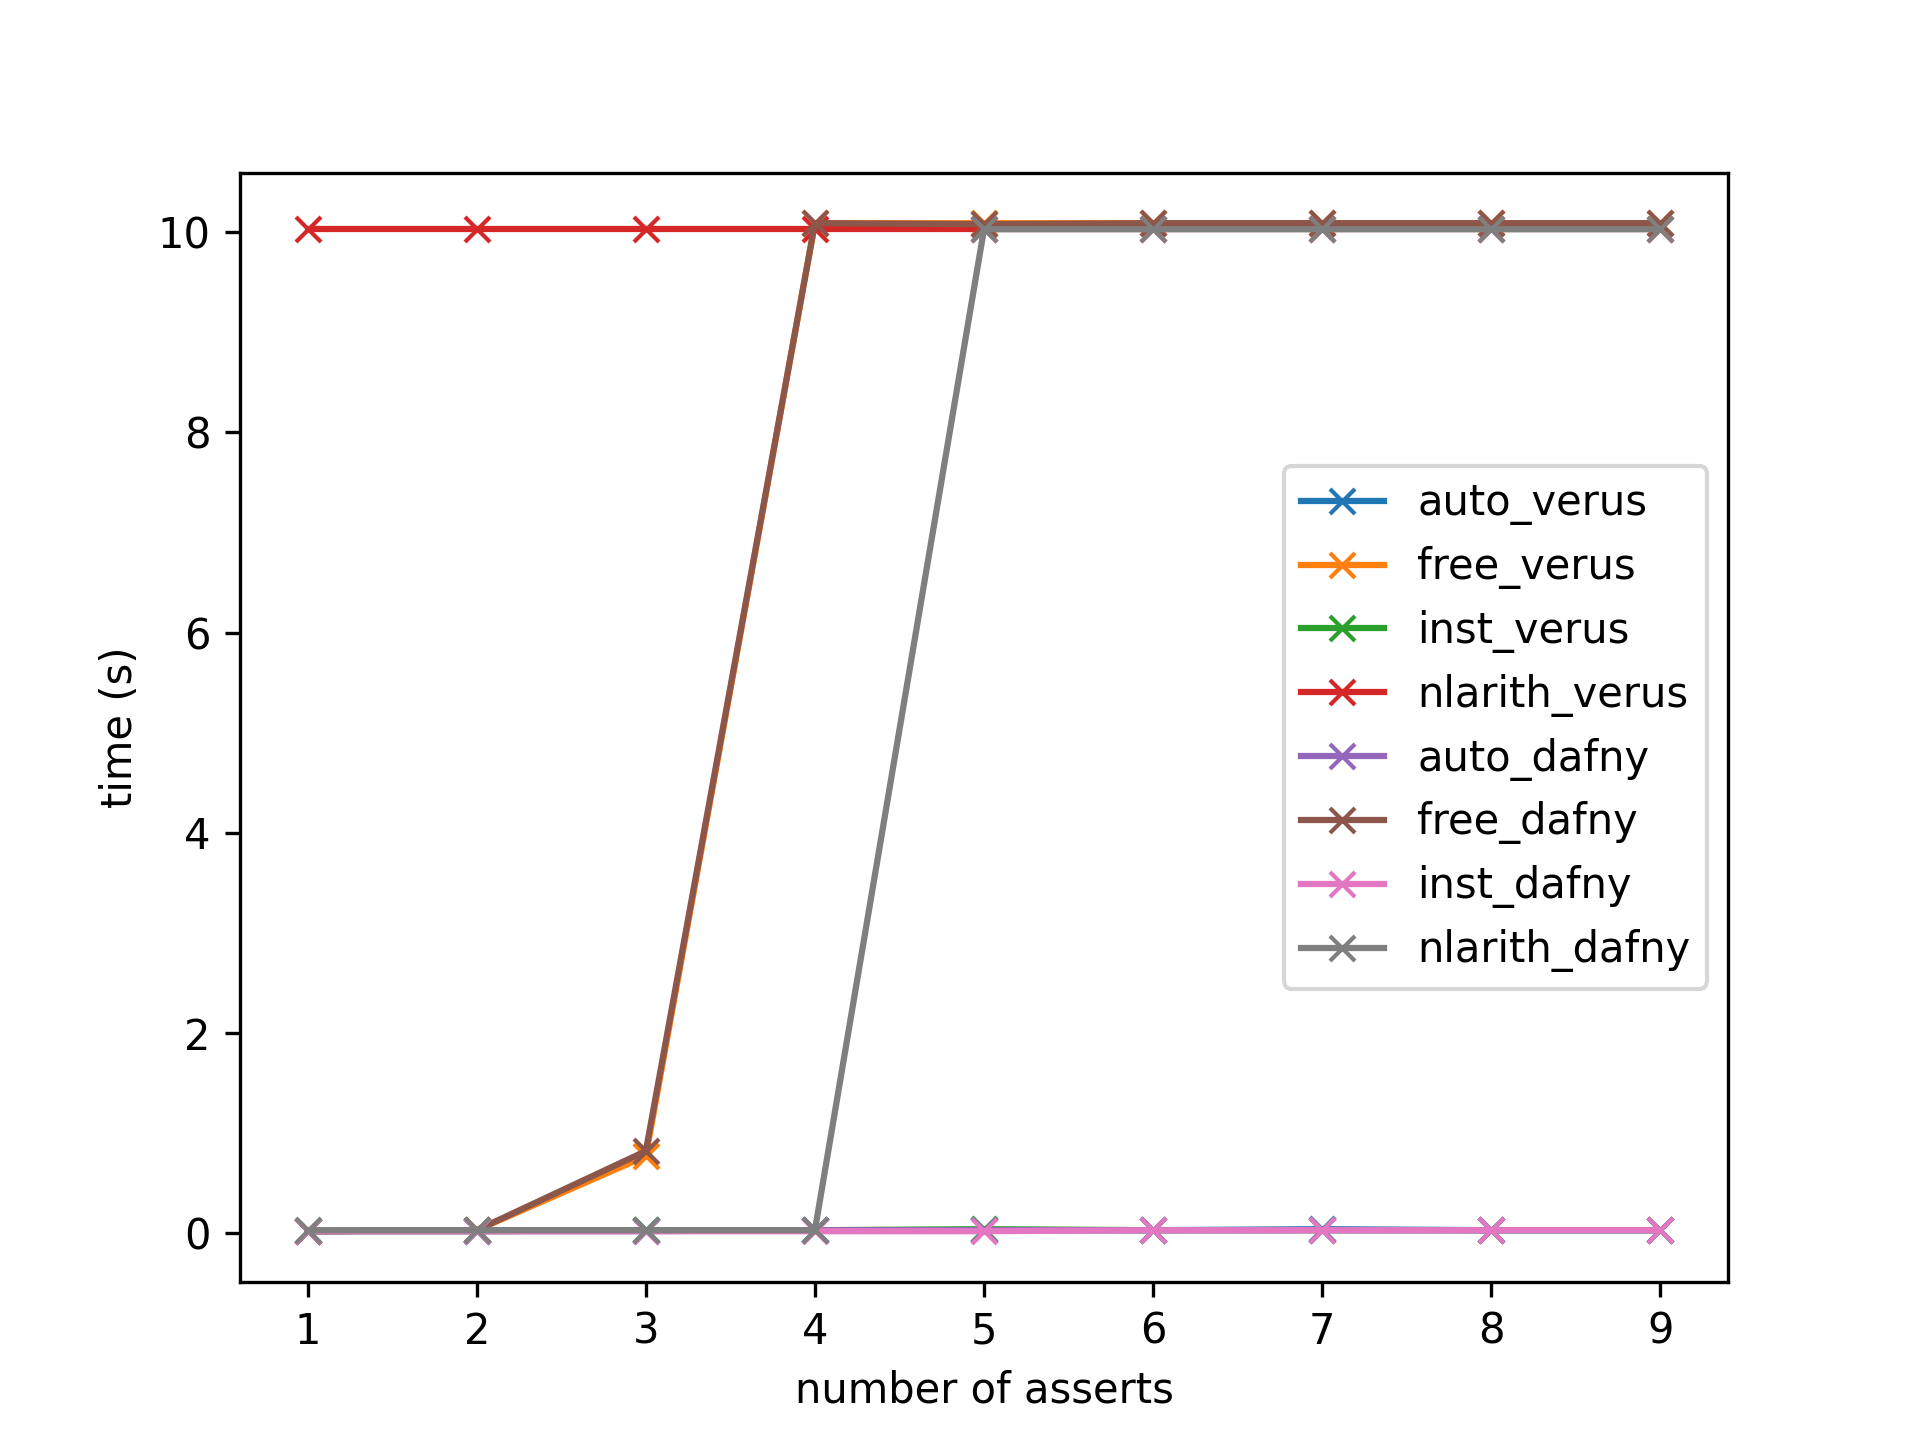 10
8
6
4
2
0
time (s)
auto_verus
free_verus
inst_verus
nlarith_verus
auto_dafny
free_dafny
inst_dafny
nlarith_dafny
1 2 3 4 5 6 7 8 9
number of asserts